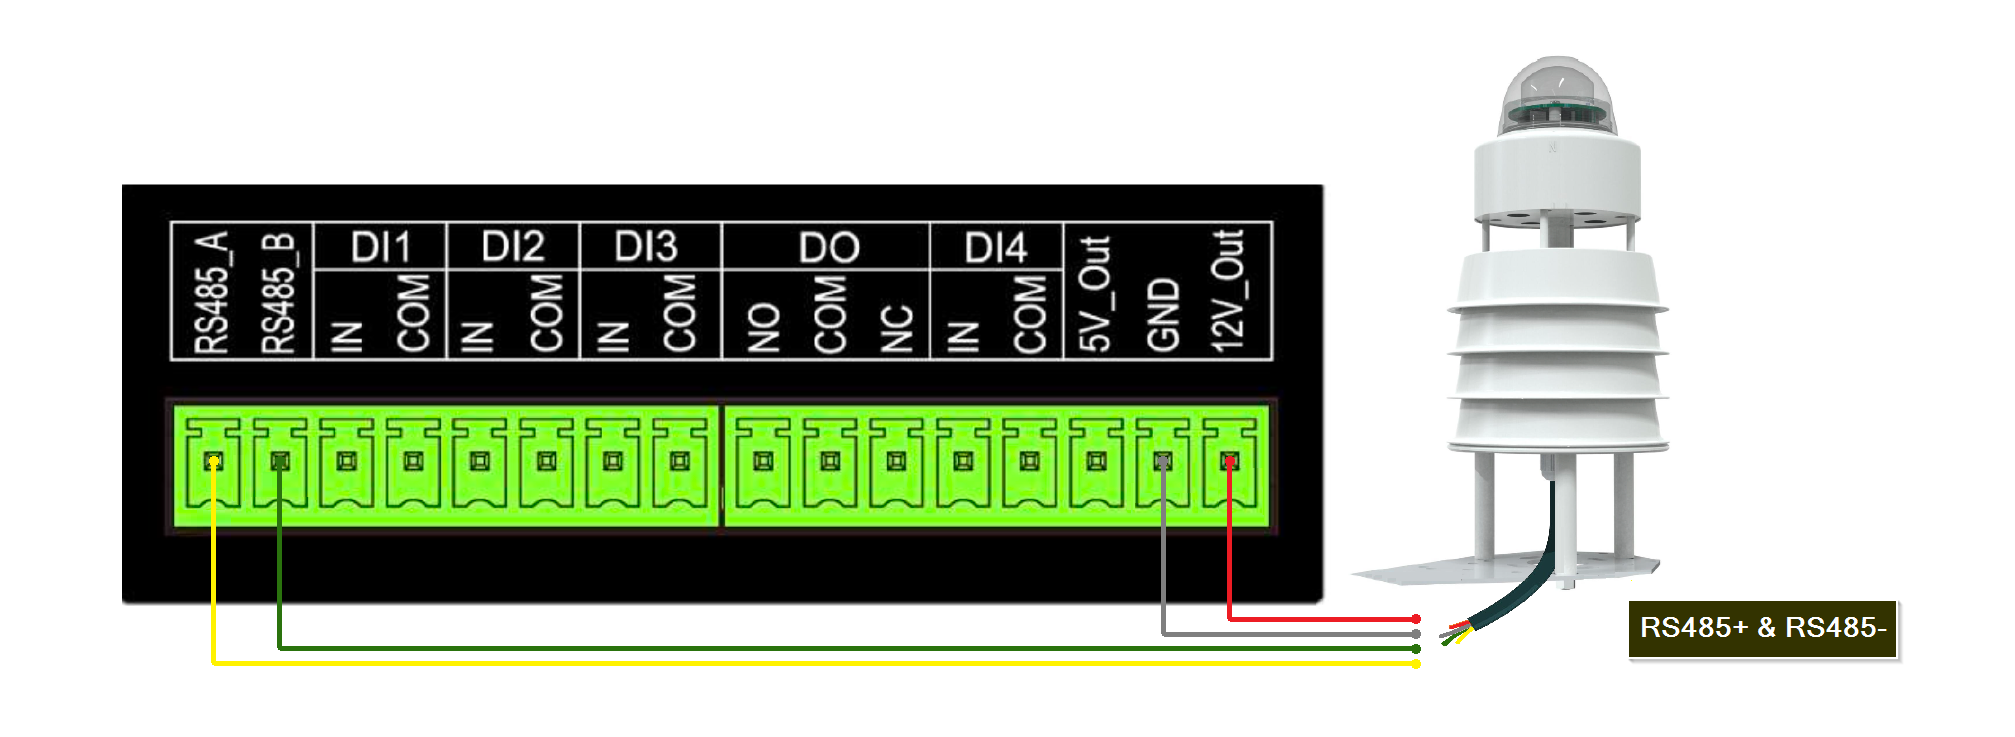 RS485_A
RS485_B
DI1
IN
COM
DI2
IN
COM
DI3
IN
COM
DO
NO
COM
NC
DI4
IN
COM
5V_Out
GND
12V_Out
RS485+ & RS485-